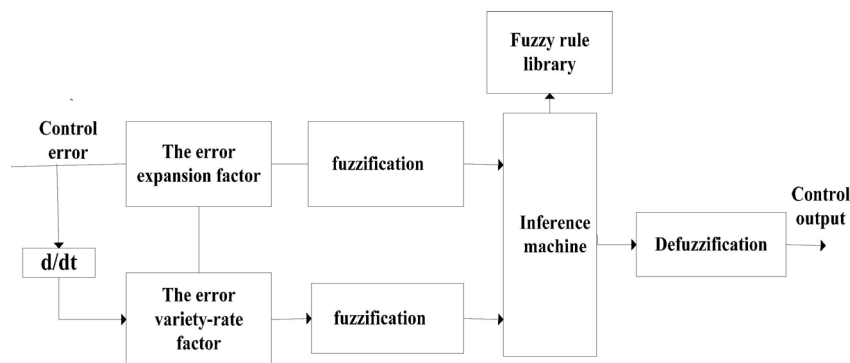 Fuzzy rule
library
Control
error
The error
expansion factor
fuzzification
Inference
machine
Control
output
Defuzzification
d/dt
The error
variety-rate
factor
fuzzification